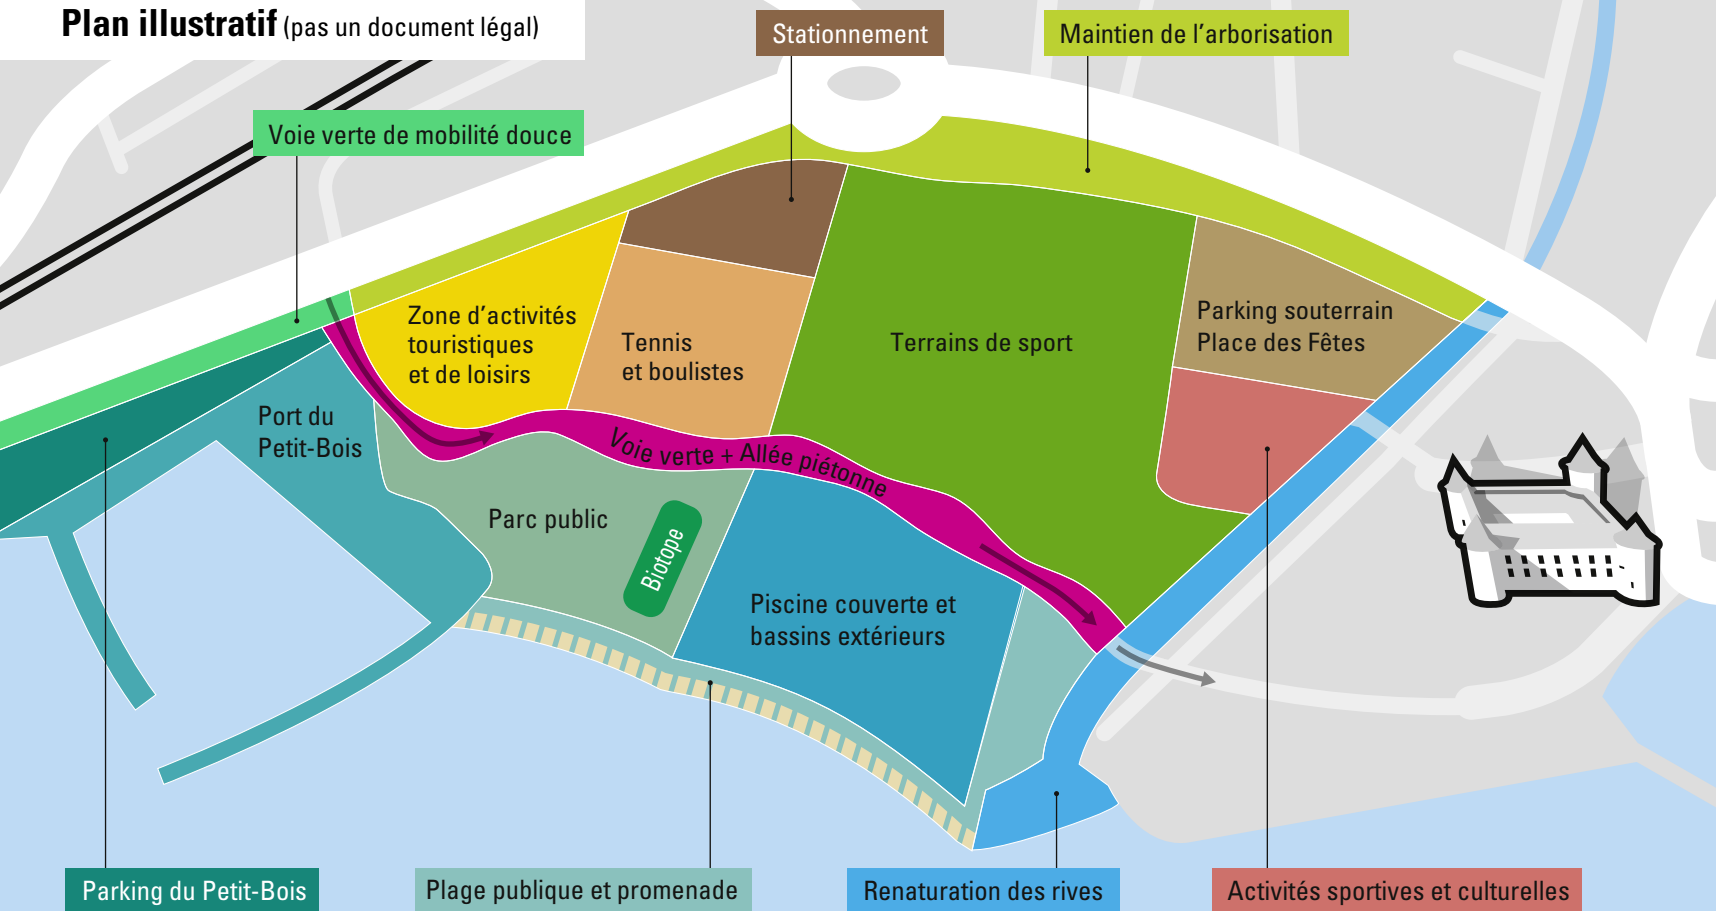 Plan illustratif (pas un document légal)
Stationnement
Maintien de l'arborisation
Voie verte de mobilité douce
Zone d'activités
touristiques
et de loisirs
Tennis
et boulistes
Terrains de sport
Parking souterrain
Place des Fêtes
Port du
Petit-Bois
Voie verte + Allée piétonne
Parc public
Biotope
Piscine couverte et
bassins extérieurs
Parking du Petit-Bois
Plage publique et promenade
Renaturation des rives
Activités sportives et culturelles